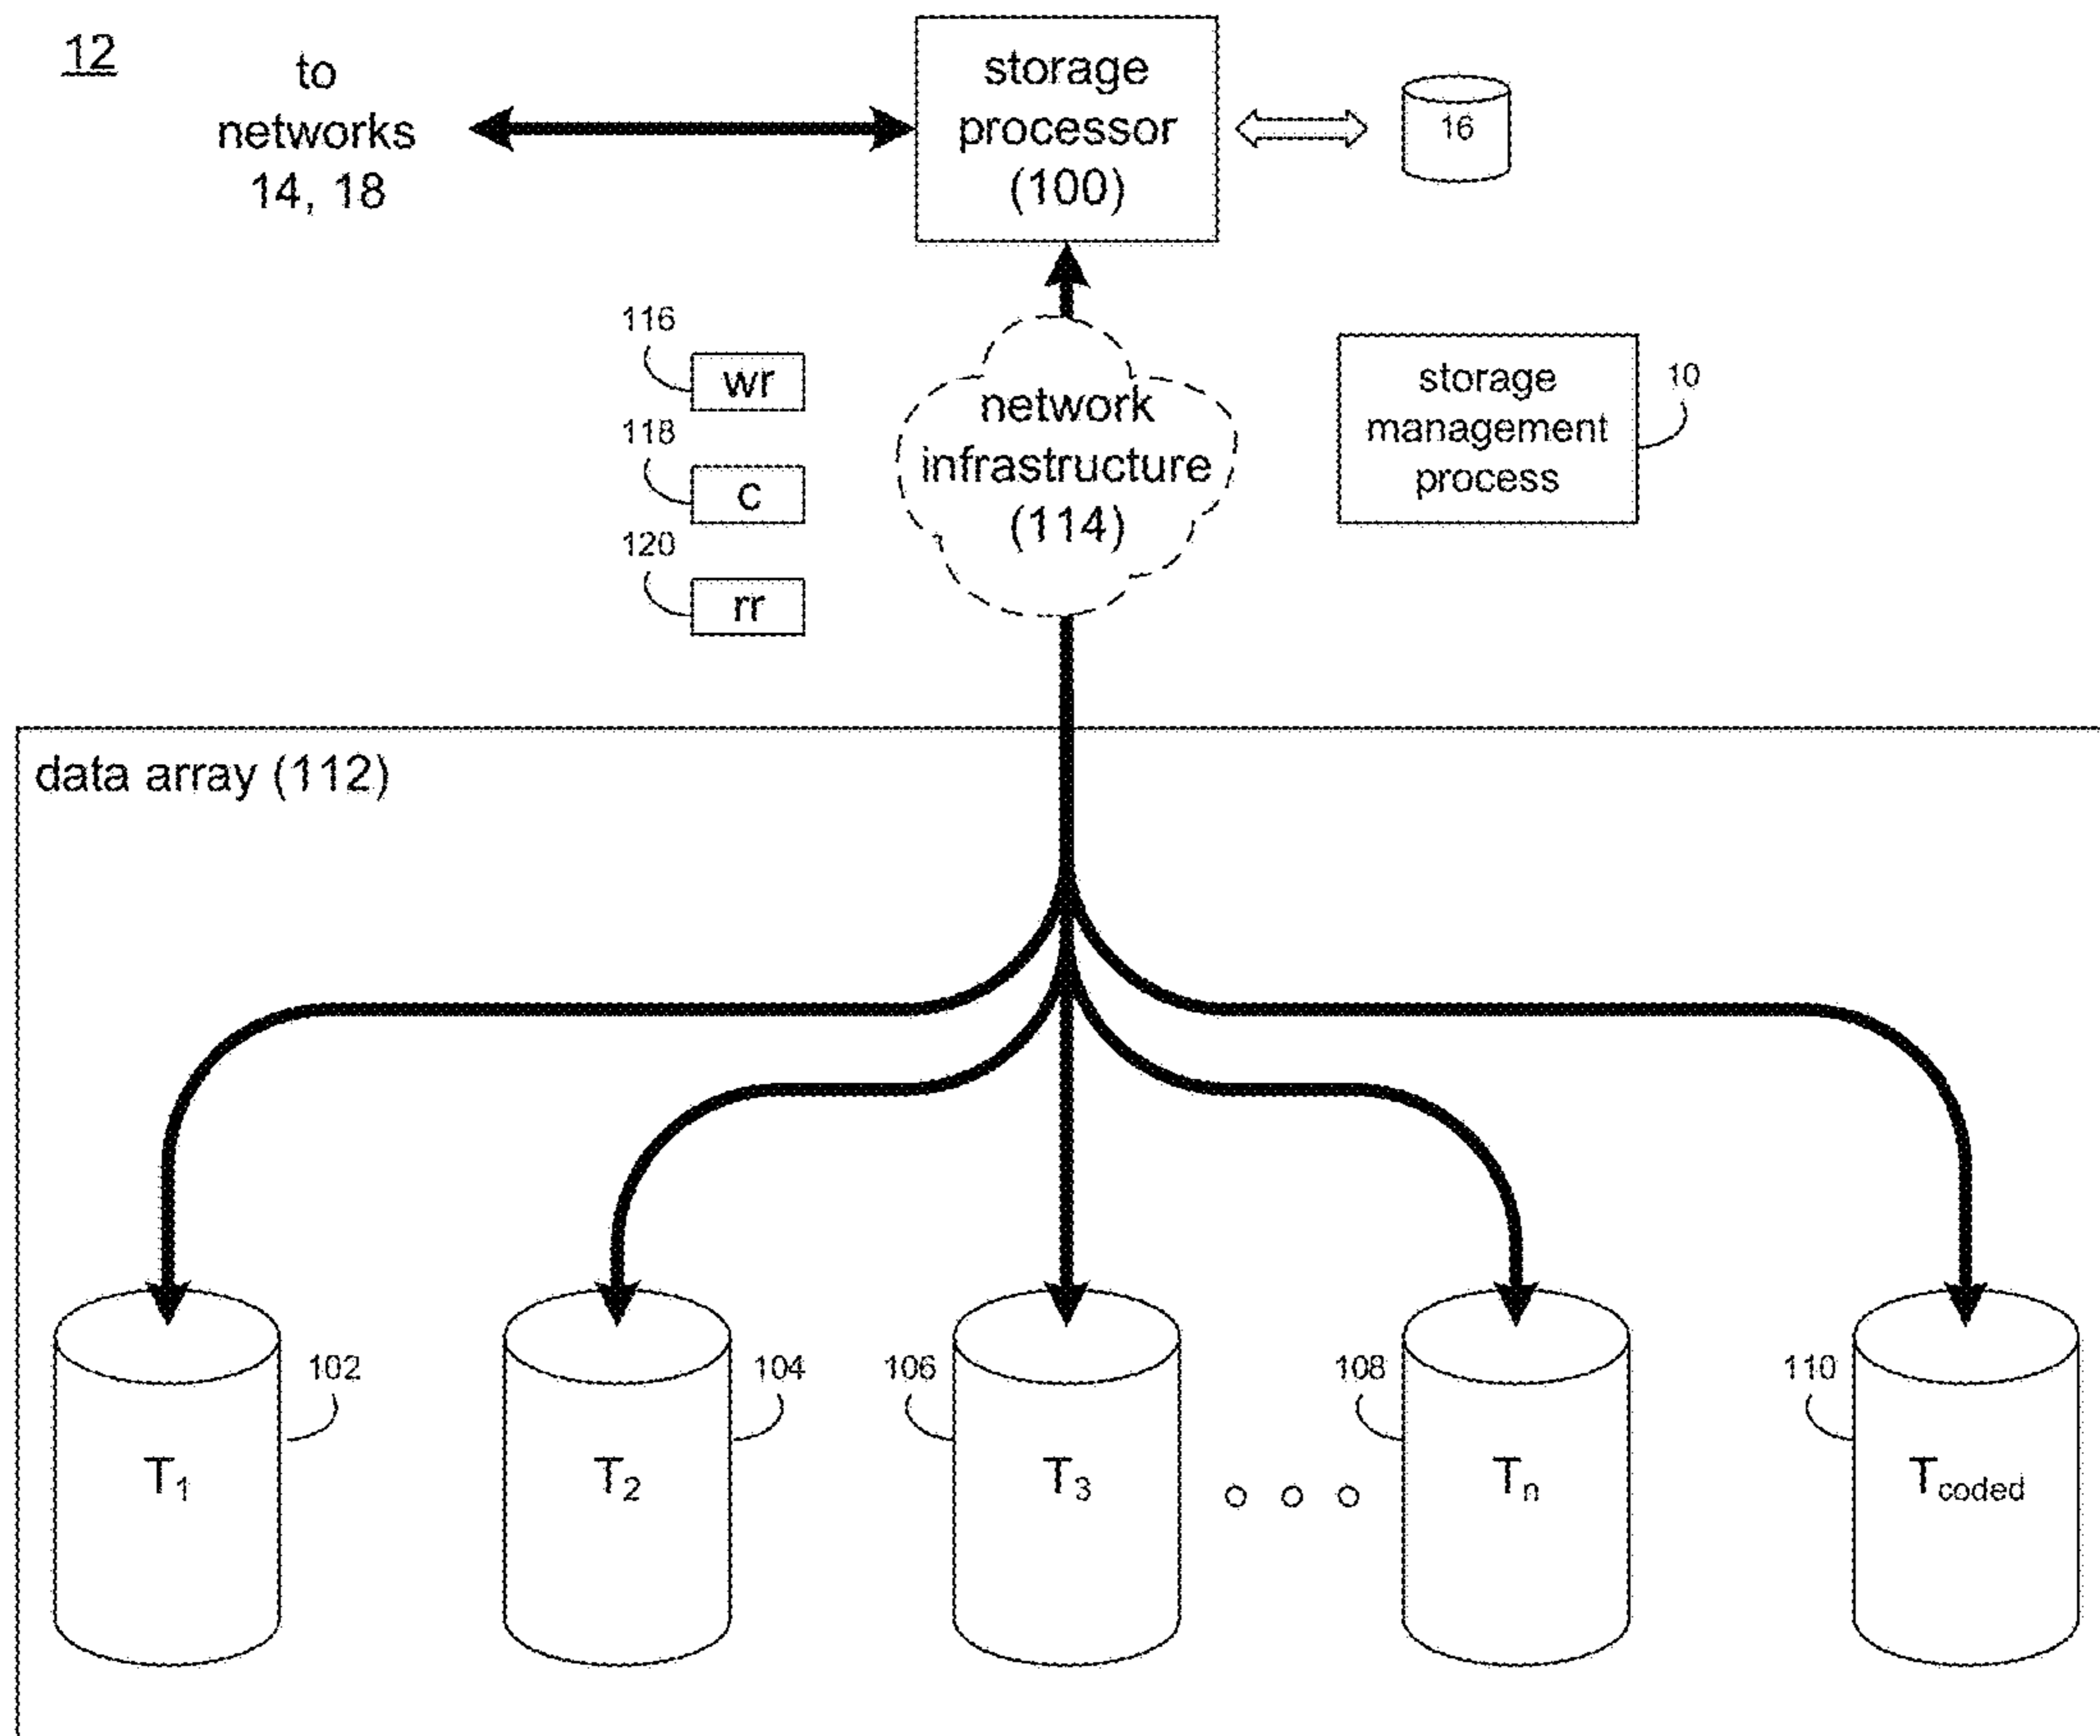 12
to
networks
14, 18
storage
processor
(100)
16
116
wr
118
c
120
rr
network
infrastructure
(114)
storage
management
process
10
data array (112)
102
104
106
108
110
T1
T2
T3
Tn
Tcoded